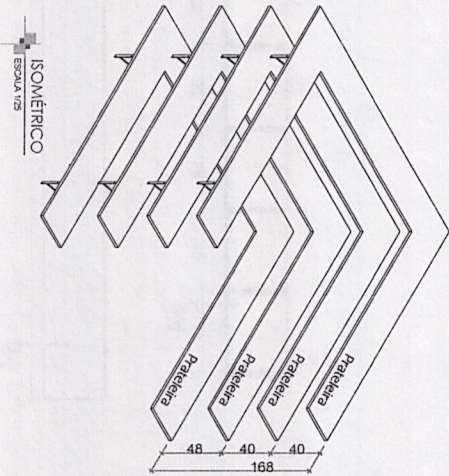 ISOMÉTRICO
ESCALA 1/25
Prateleira
Prateleira
Prateleira
Prateleira
48
40
40
168